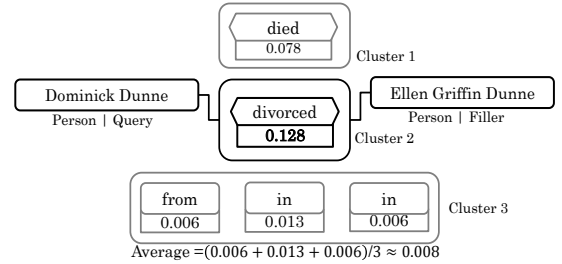 died
0.078
Cluster 1
Dominick Dunne
Person | Query
divorced
0.128
Cluster 2
Ellen Griffin Dunne
Person | Filler
from in in
0.006 0.013 0.006
Cluster 3
Average =(0.006 + 0.013 + 0.006)/3 ≈ 0.008